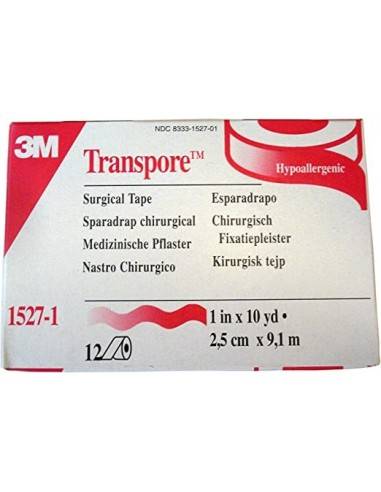 NDC 8333-1527-01
3M
Transpore™
Hypoallergenic
Surgical Tape
Sparadrap chirurgical
Medizinische Pflaster
Nastro Chirurgico
Esparadrapo
Chirurgisch
Fixatiepleister
Kirurgisk tejp
1527-1
1 in x 10 yd •
2,5 cm x 9,1 m
12